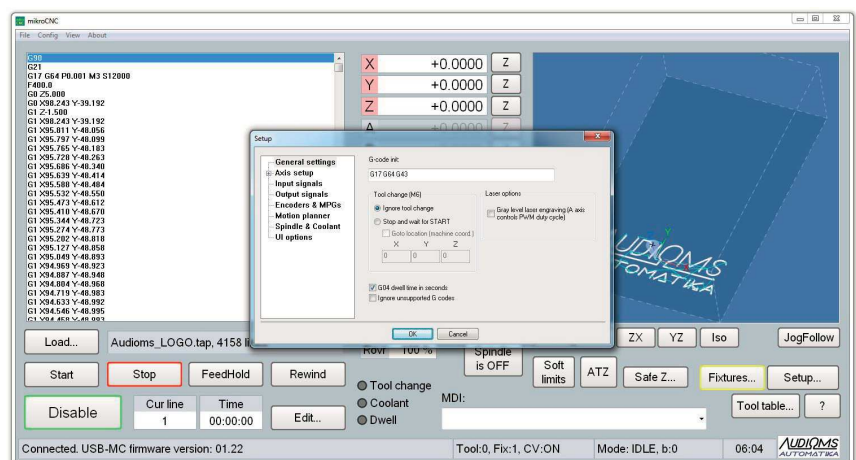 mikroCNC
File Config View About
G90
G21
G17 G64 P0.001 M3 S12000
F400.0
G0 Z5.000
G0 X98.243 Y-39.192
G1 Z-1.500
G1 X98.243 Y-39.192
G1 X95.811 Y-48.056
G1 X95.797 Y-48.099
G1 X95.765 Y-48.183
G1 X95.728 Y-48.263
G1 X95.686 Y-48.340
G1 X95.639 Y-48.414
G1 X95.588 Y-48.484
G1 X95.532 Y-48.550
G1 X95.473 Y-48.612
G1 X95.410 Y-48.670
G1 X95.344 Y-48.723
G1 X95.274 Y-48.773
G1 X95.202 Y-48.818
G1 X95.127 Y-48.858
G1 X95.049 Y-48.893
G1 X94.969 Y-48.923
G1 X94.887 Y-48.948
G1 X94.804 Y-48.968
G1 X94.719 Y-48.983
G1 X94.633 Y-48.992
G1 X94.546 Y-48.995
G1 X94.458 Y-48.993
X +0.0000 Z
Y +0.0000 Z
Z +0.0000 Z
A +0.0000 Z
Setup
General settings
Axis setup
Input signals
Output signals
Encoders & MPGs
Motion planner
Spindle & Coolant
UI options
G-code init:
G17 G64 G43
Tool change (M6)
Ignore tool change
Stop and wait for START
Goto location (machine coord.)
X Y Z
0 0 0
Laser options
Gray level laser engraving (A axis
controls PWM duty cycle)
G04 dwell time in seconds
Ignore unsupported G codes
OK Cancel
AUDIOMS
AUTOMATIKA
Y
Load... Audioms_LOGO.tap, 4158 li
Rovr 100 %
ZX YZ Iso JogFollow
Start Stop FeedHold Rewind
Spindle
is OFF
Soft
limits
ATZ Safe Z... Fixtures... Setup...
Tool change
Coolant
Dwell
Disable
Cur line
1
Time
00:00:00
Edit...
MDI:
Tool table... ?
Connected. USB-MC firmware version: 01.22 Tool:0, Fix:1, CV:ON Mode: IDLE, b:0 06:04
AUDIOMS
AUTOMATIKA